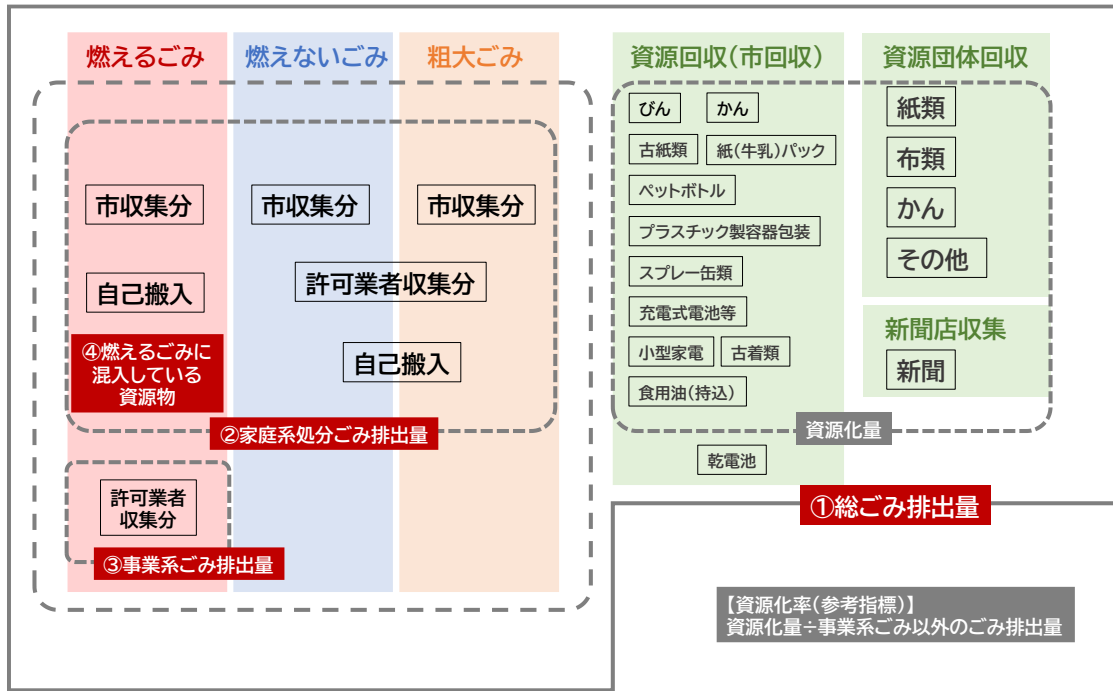 燃えるごみ
燃えないごみ
粗大ごみ
資源回収(市回収)
資源団体回収
市収集分
市収集分
市収集分
許可業者収集分
自己搬入
自己搬入
④燃えるごみに
混入している
資源物
②家庭系処分ごみ排出量
許可業者
収集分
③事業系ごみ排出量
びん
かん
古紙類
紙(牛乳)パック
ペットボトル
プラスチック製容器包装
スプレー缶類
充電式電池等
小型家電
古着類
食用油(持込)
乾電池
紙類
布類
かん
その他
新聞店収集
新聞
資源化量
①総ごみ排出量
【資源化率(参考指標)】
資源化量÷事業系ごみ以外のごみ排出量